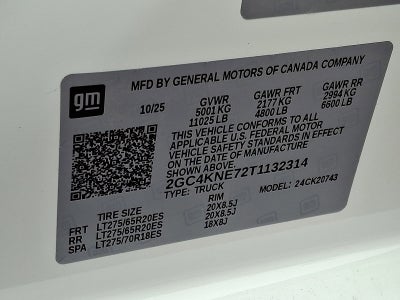 gm
MFD BY GENERAL MOTORS OF CANADA COMPANY
10/25 GVWR GAWR FRT GAWR RR
5001 KG 2177 KG 2994 KG
11025 LB 4800 LB 6600 LB
THIS VEHICLE CONFORMS TO ALL
APPLICABLE U.S. FEDERAL MOTOR
VEHICLE SAFETY STANDARDS IN EFFECT
ON THE DATE OF MANUFACTURE
SHOWN ABOVE.
2GC4KNE72T1132314
TYPE: TRUCK MODEL: 24CK20743
TIRE SIZE RIM
FRT LT275/65R20ES 20X8.5J
RR LT275/65R20ES 20X8.5J
SPA LT275/70R18ES 18X8J